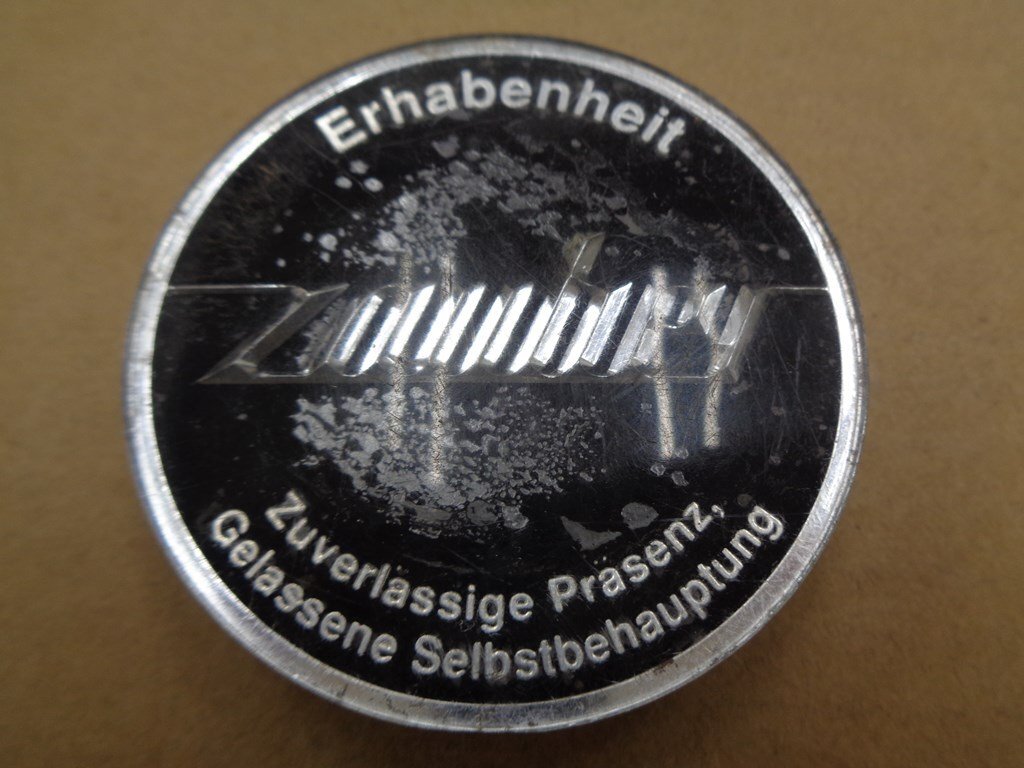 Erhabenheit
Zuverlassige Prasenz,
Gelassene Selbstbehauptung